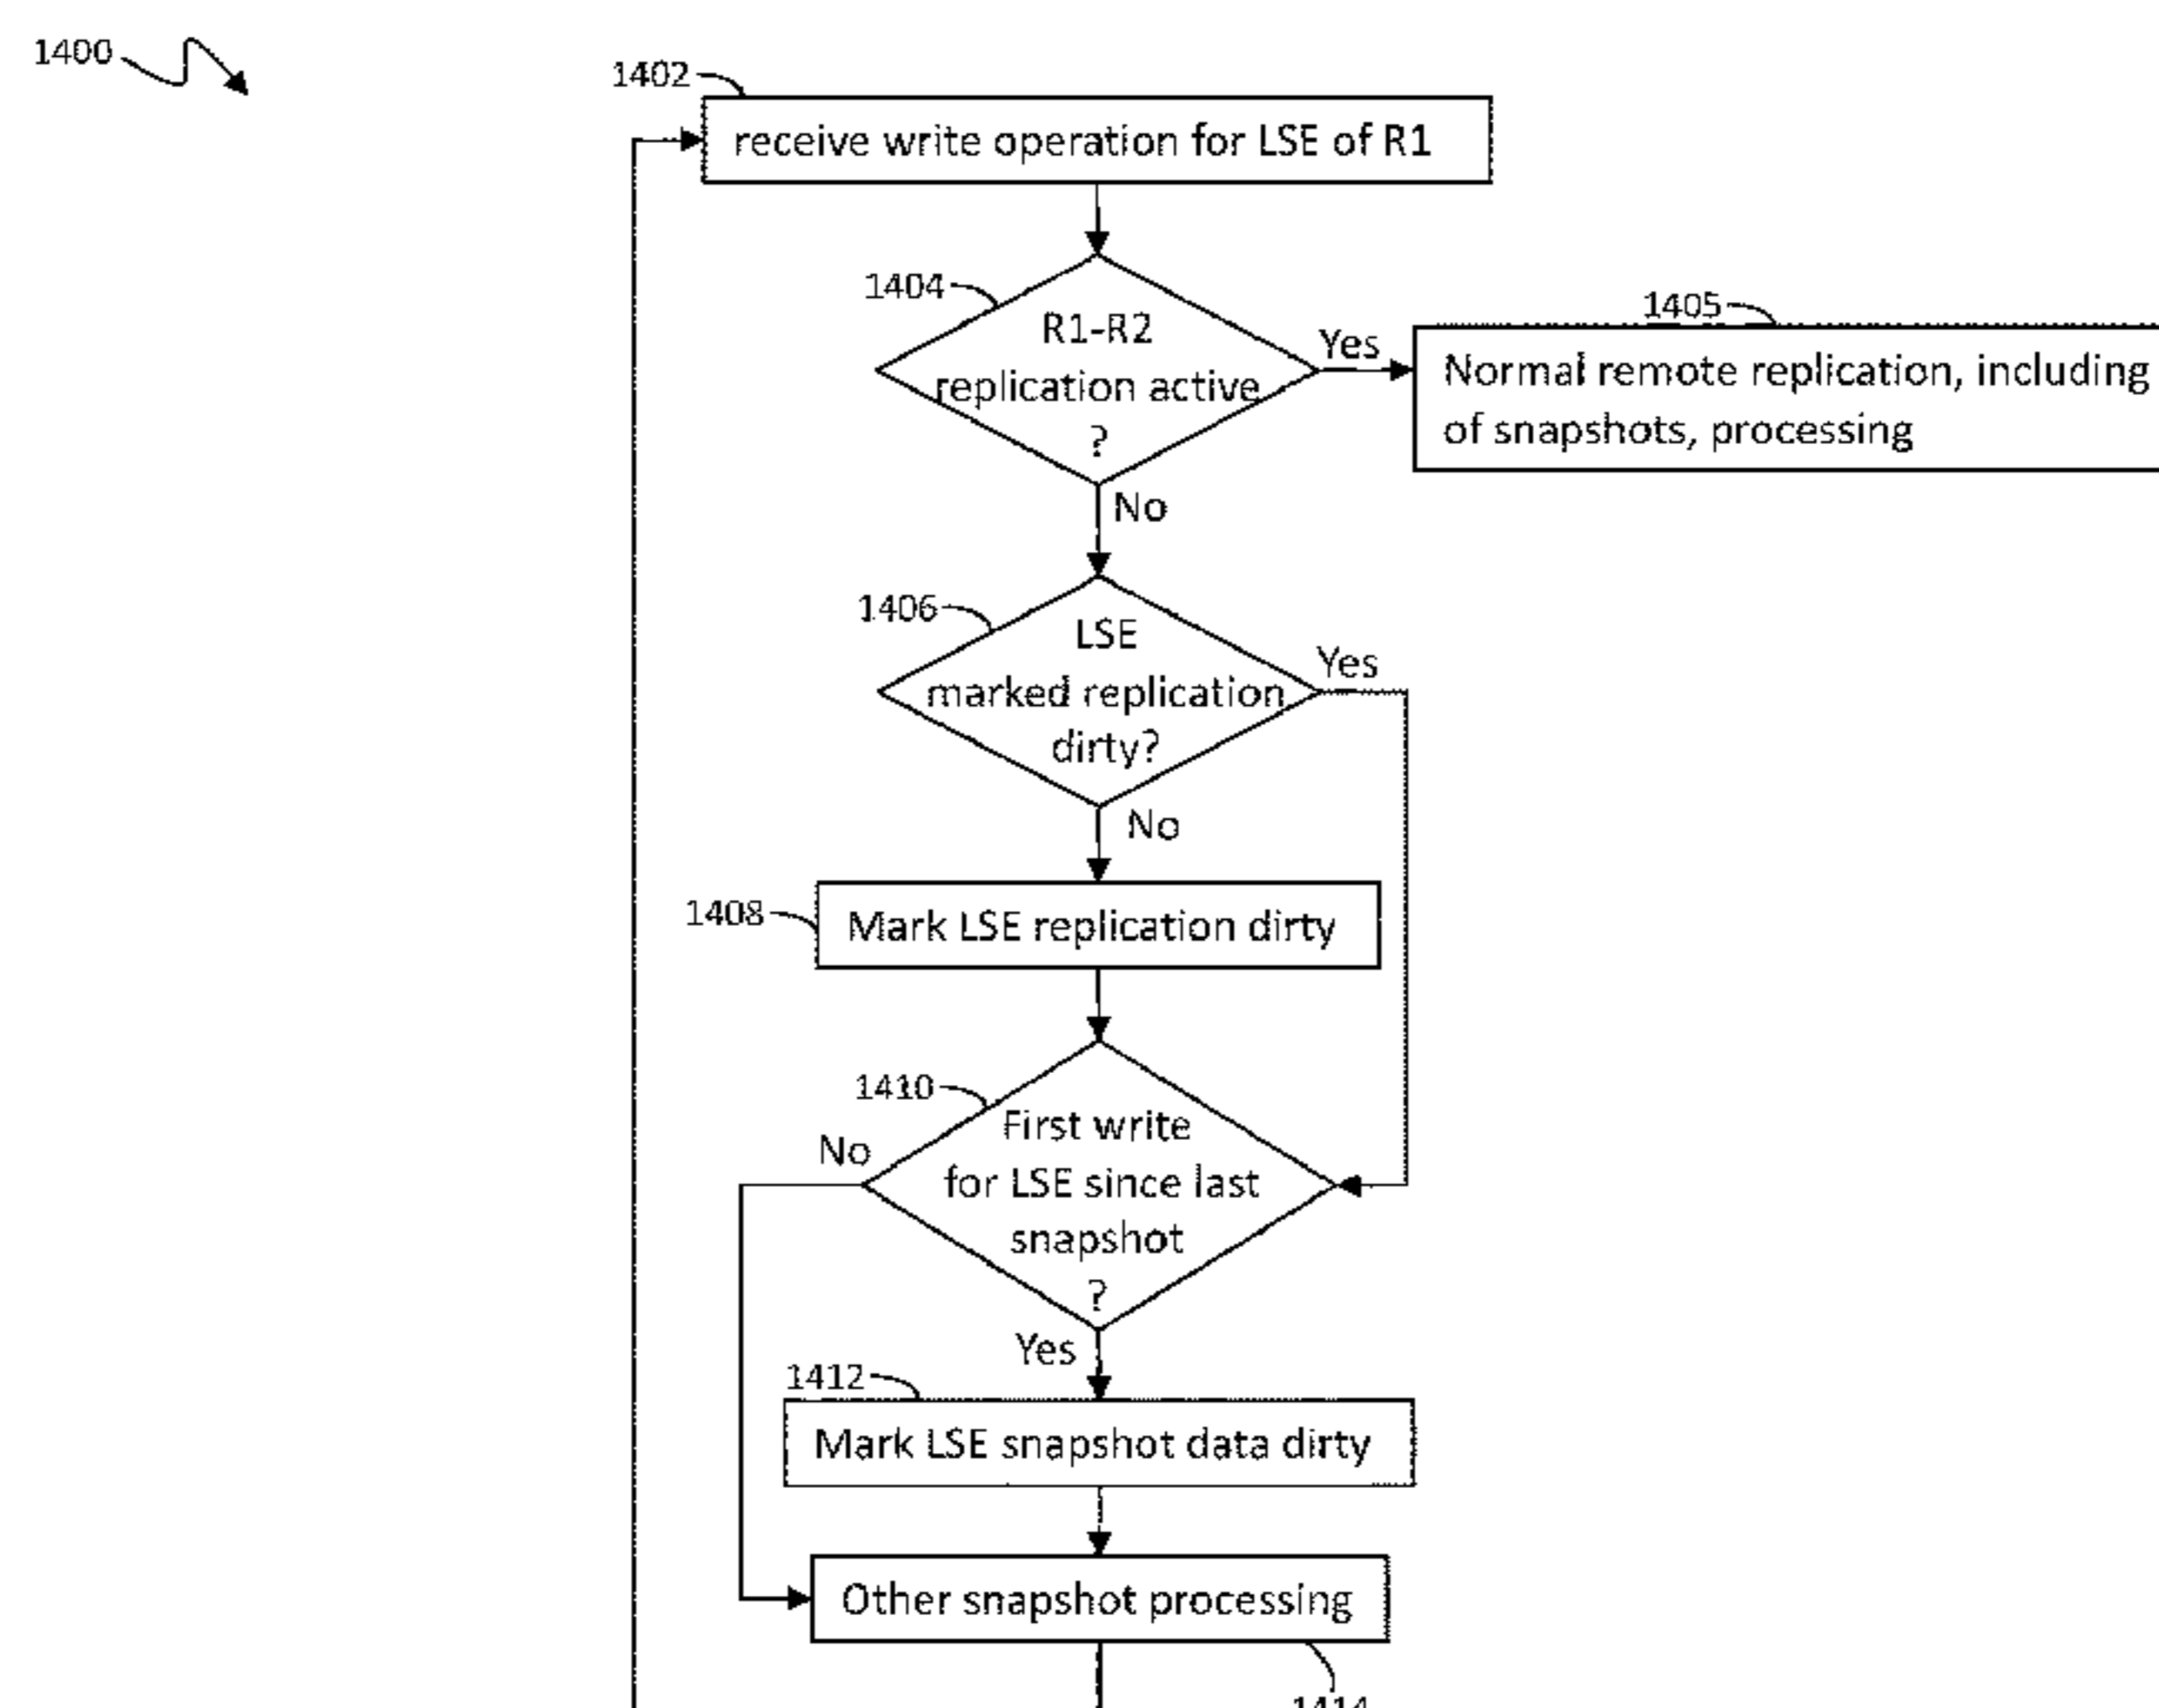 1400
1402
receive write operation for LSE of R1
1404
R1-R2
replication active
?
Yes
1405
Normal remote replication, including
of snapshots, processing
No
1406
LSE
marked replication
dirty?
Yes
No
1408
Mark LSE replication dirty
1410
First write
for LSE since last
snapshot
?
No
Yes
1412
Mark LSE snapshot data dirty
Other snapshot processing
1414